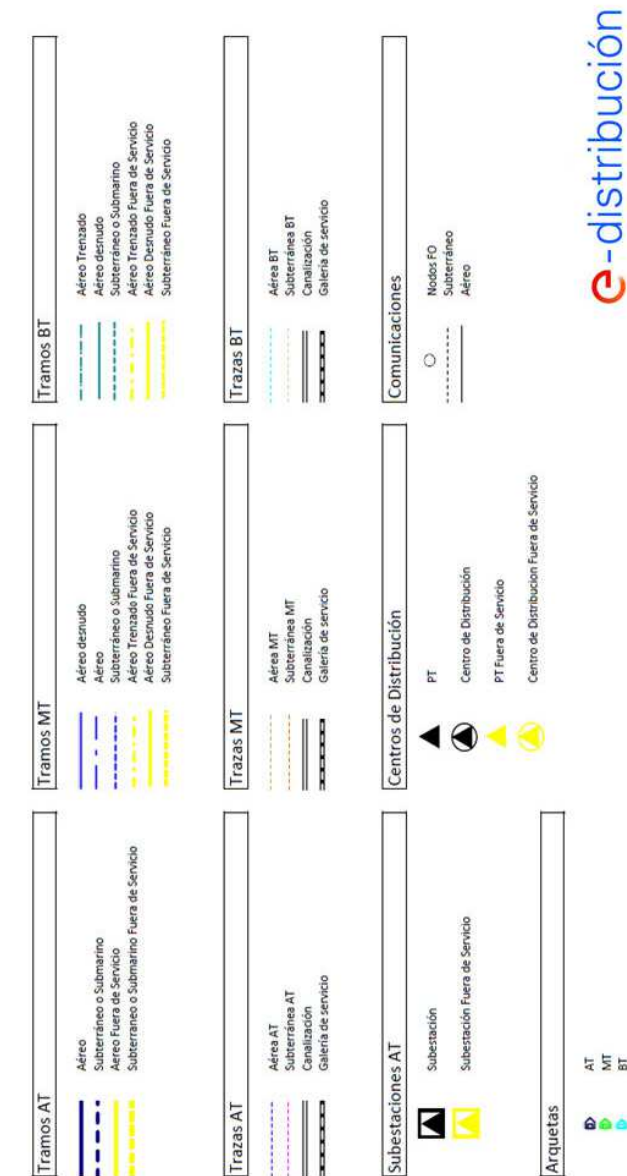 Tramos AT
Aéreo
Subterráneo o Submarino
Aereo Fuera de Servicio
Subterraneo o Submarino Fuera de Servicio
Tramos MT
Aéreo desnudo
Aéreo
Subterráneo o Submarino
Aéreo Trenzado Fuera de Servicio
Aéreo Desnudo Fuera de Servicio
Subterráneo Fuera de Servicio
Tramos BT
Aéreo Trenzado
Aéreo desnudo
Subterráneo o Submarino
Aéreo Trenzado Fuera de Servicio
Aéreo Desnudo Fuera de Servicio
Subterráneo Fuera de Servicio
Trazas AT
Aérea AT
Subterránea AT
Canalización
Galería de servicio
Trazas MT
Aérea MT
Subterránea MT
Canalización
Galería de servicio
Trazas BT
Aérea BT
Subterránea BT
Canalización
Galería de servicio
Subestaciones AT
Subestación
Subestación Fuera de Servicio
Centros de Distribución
PT
Centro de Distribución
PT Fuera de Servicio
Centro de Distribucion Fuera de Servicio
Comunicaciones
Nodos FO
Subterráneo
Aéreo
Arquetas
AT
MT
BT
e-distribución